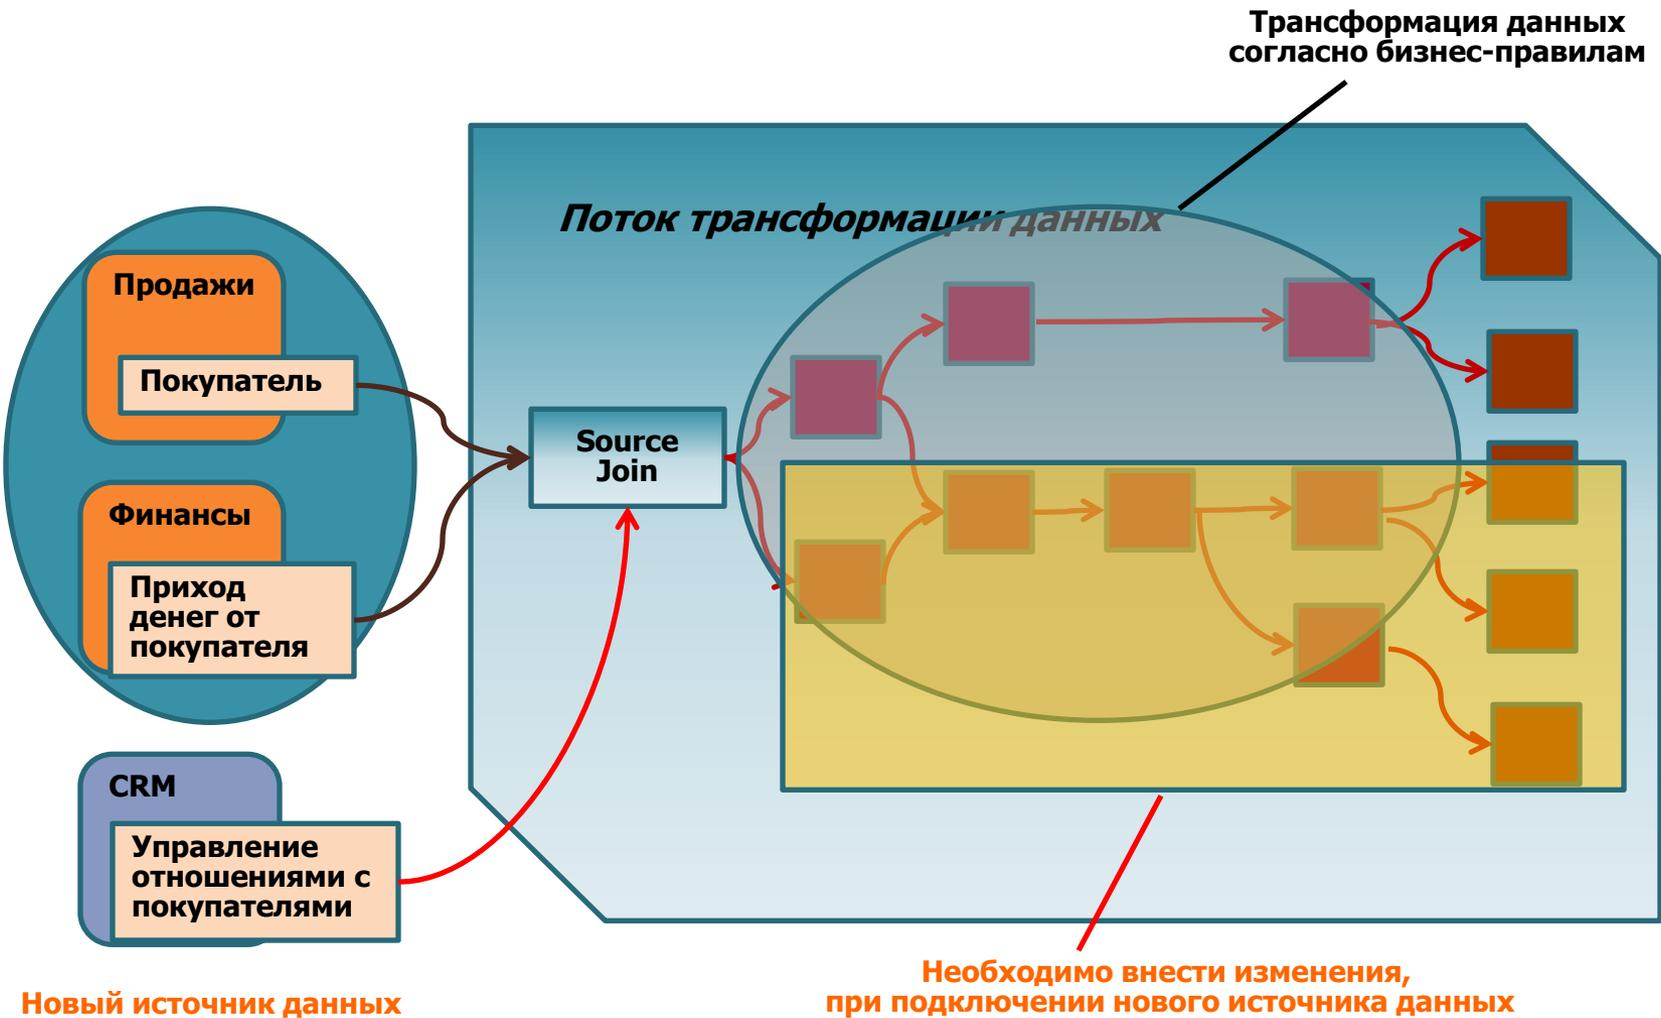 Трансформация данных
согласно бизнес-правилам
Поток трансформации данных
Продажи
Покупатель
Source
Join
Финансы
Приход
денег от
покупателя
CRM
Управление
отношениями с
покупателями
Необходимо внести изменения,
при подключении нового источника данных
Новый источник данных